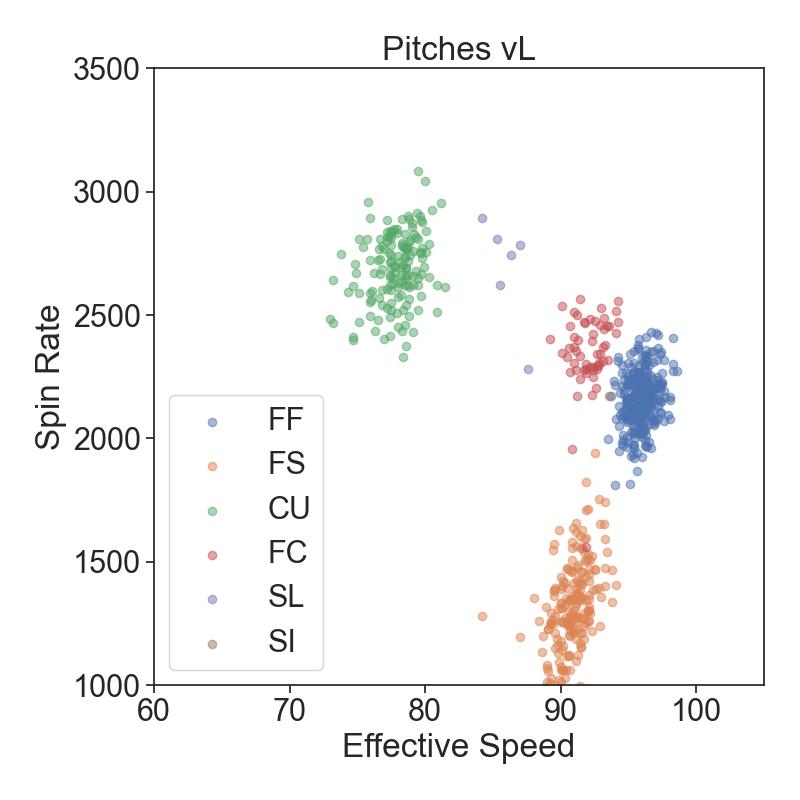 Pitches vL
3500
3000
2500
2000
1500
1000
Spin Rate
FF
FS
CU
FC
SL
SI
60 70 80 90 100
Effective Speed